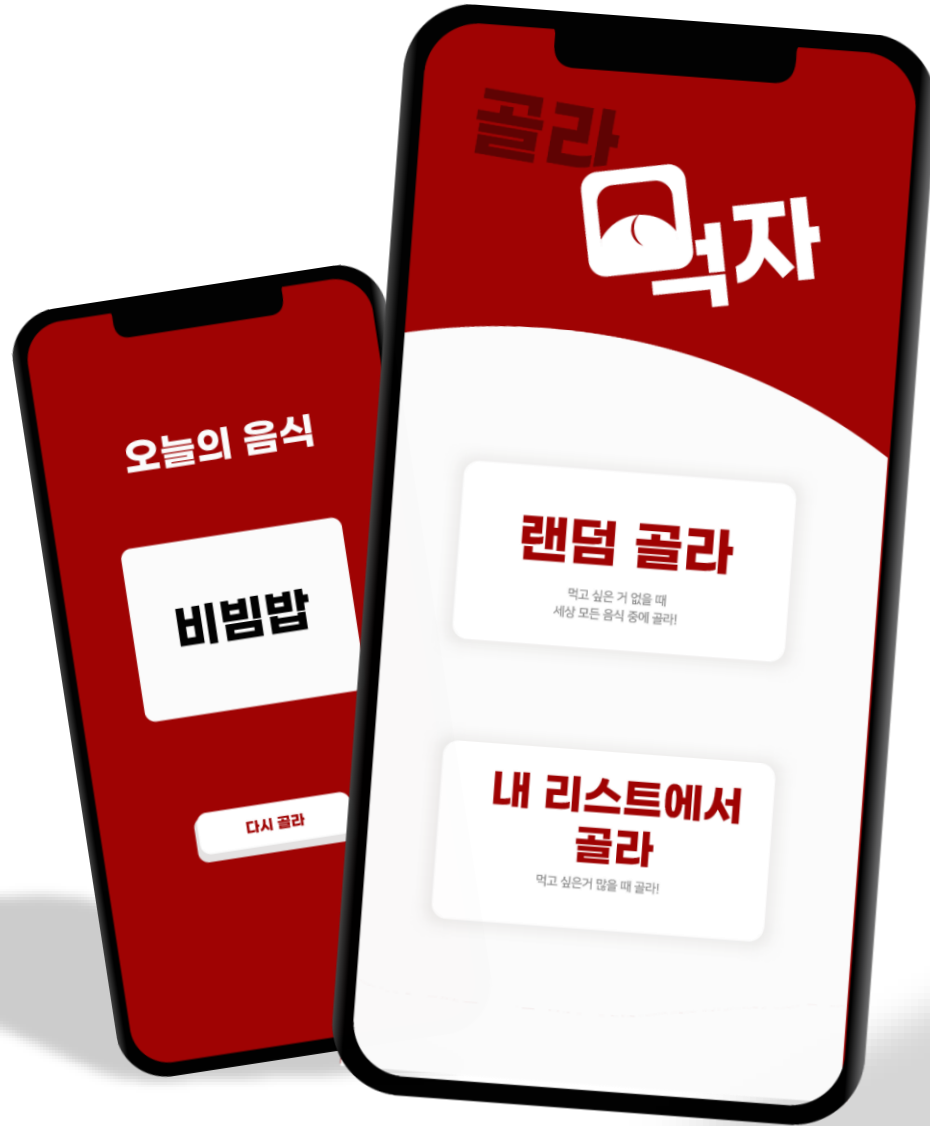 오늘의 음식
비빔밥
다시 골라
골라
먹자
랜덤 골라
먹고 싶은 거 없을 때
세상 모든 음식 중에 골라!
내 리스트에서
골라
먹고 싶은거 많을 때 골라!